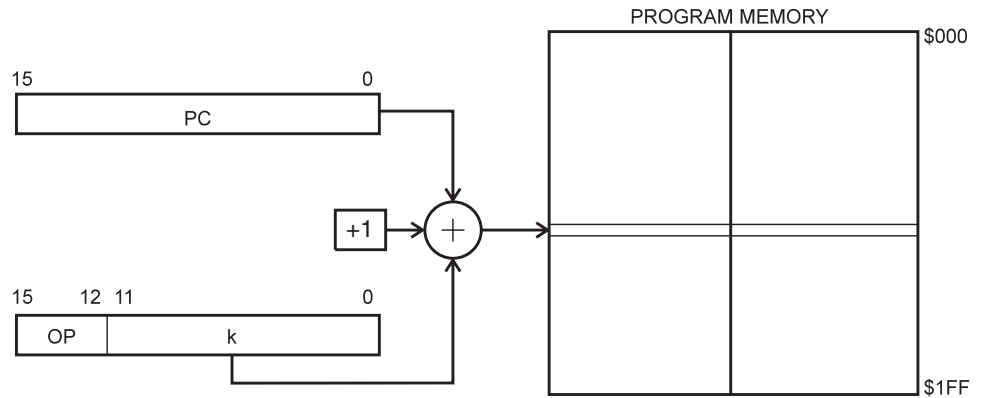 PROGRAM MEMORY
$000
15 0
PC
+1
+
15 12 11 0
OP k
$1FF